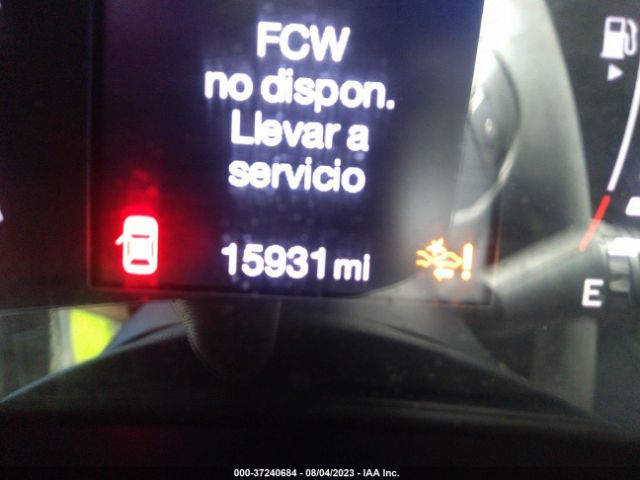 FCW
no dispon.
Llevar a
servicio
15931 mi
E
000-37240684 - 08/04/2023 - IAA Inc.